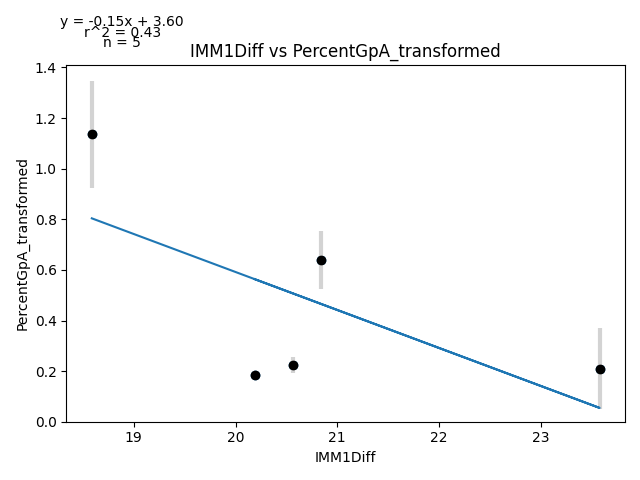 y = -0.15x + 3.60
r^2 = 0.43
n = 5
IMM1Diff vs PercentGpA_transformed
PercentGpA_transformed
1.4
1.2
1.0
0.8
0.6
0.4
0.2
0.0
19 20 21 22 23
IMM1Diff